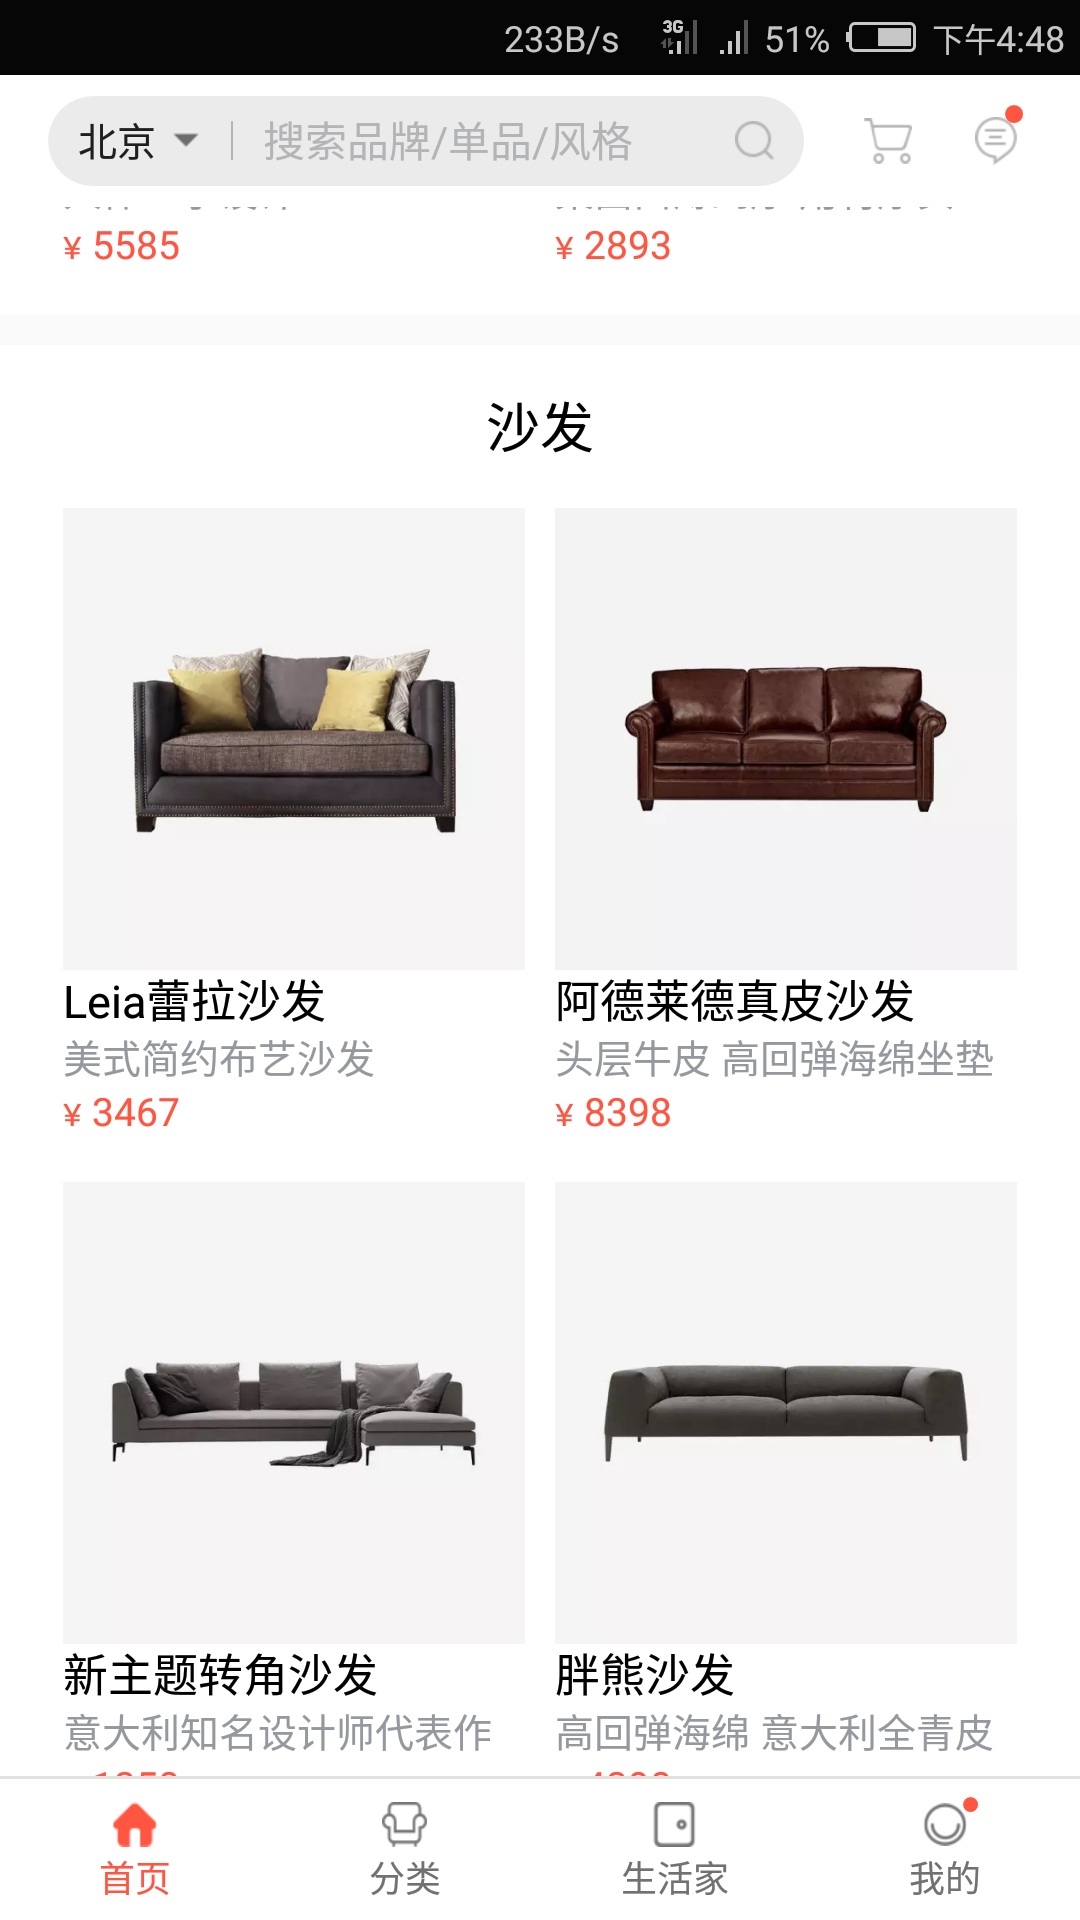 233B/s 3G 51% 下午4:48
北京 搜索品牌/单品/风格
¥ 5585 ¥ 2893
沙发
Leia蕾拉沙发 阿德莱德真皮沙发
美式简约布艺沙发 头层牛皮 高回弹海绵坐垫
¥ 3467 ¥ 8398
新主题转角沙发 胖熊沙发
意大利知名设计师代表作 高回弹海绵 意大利全青皮
首页 分类 生活家 我的